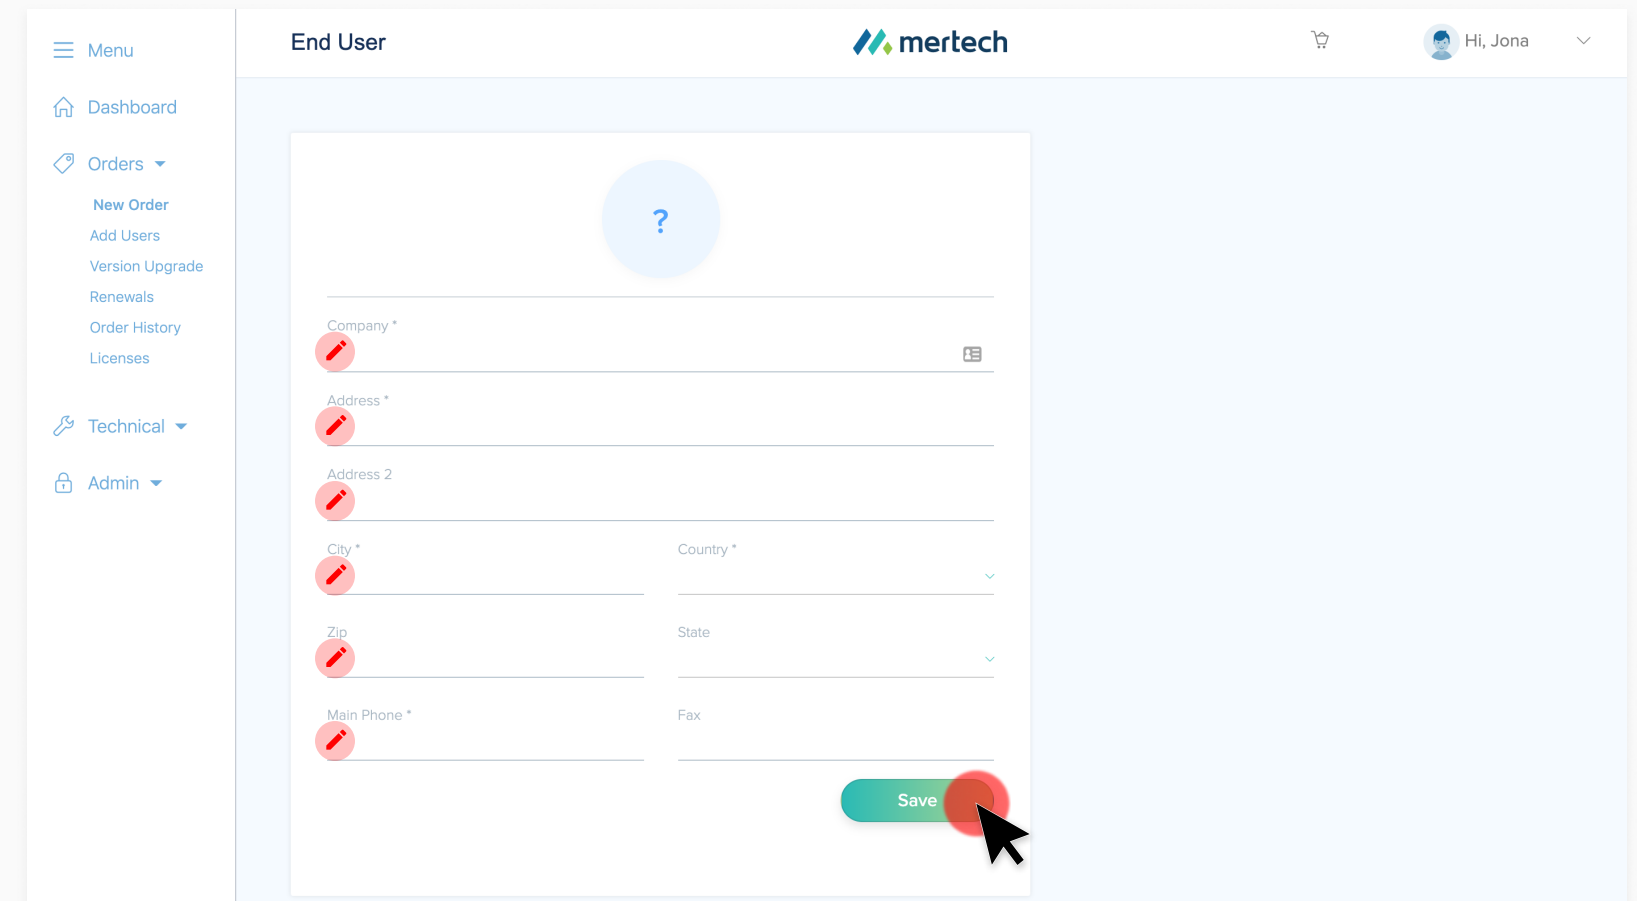 Menu
Dashboard
Orders
New Order
Add Users
Version Upgrade
Renewals
Order History
Licenses
Technical
Admin
End User
mertech
Hi, Jona
?
Company *
Address *
Address 2
City *
Country *
Zip
State
Main Phone *
Fax
Save